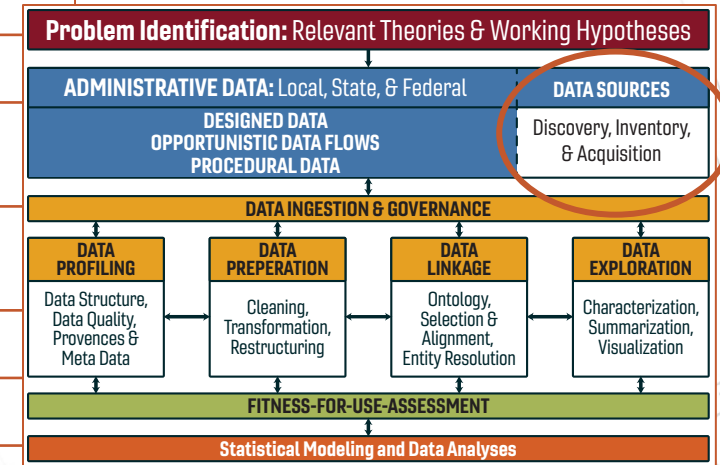 Problem Identification: Relevant Theories & Working Hypotheses
ADMINISTRATIVE DATA: Local, State, & Federal
DESIGNED DATA
OPPORTUNISTIC DATA FLOWS
PROCEDURAL DATA
DATA SOURCES
Discovery, Inventory,
& Acquisition
DATA INGESTION & GOVERNANCE
DATA
PROFILING
Data Structure,
Data Quality,
Provences &
Meta Data
DATA
PREPERATION
Cleaning,
Transformation,
Restructuring
DATA
LINKAGE
Ontology,
Selection &
Alignment,
Entity Resolution
DATA
EXPLORATION
Characterization,
Summarization,
Visualization
FITNESS-FOR-USE-ASSESSMENT
Statistical Modeling and Data Analyses